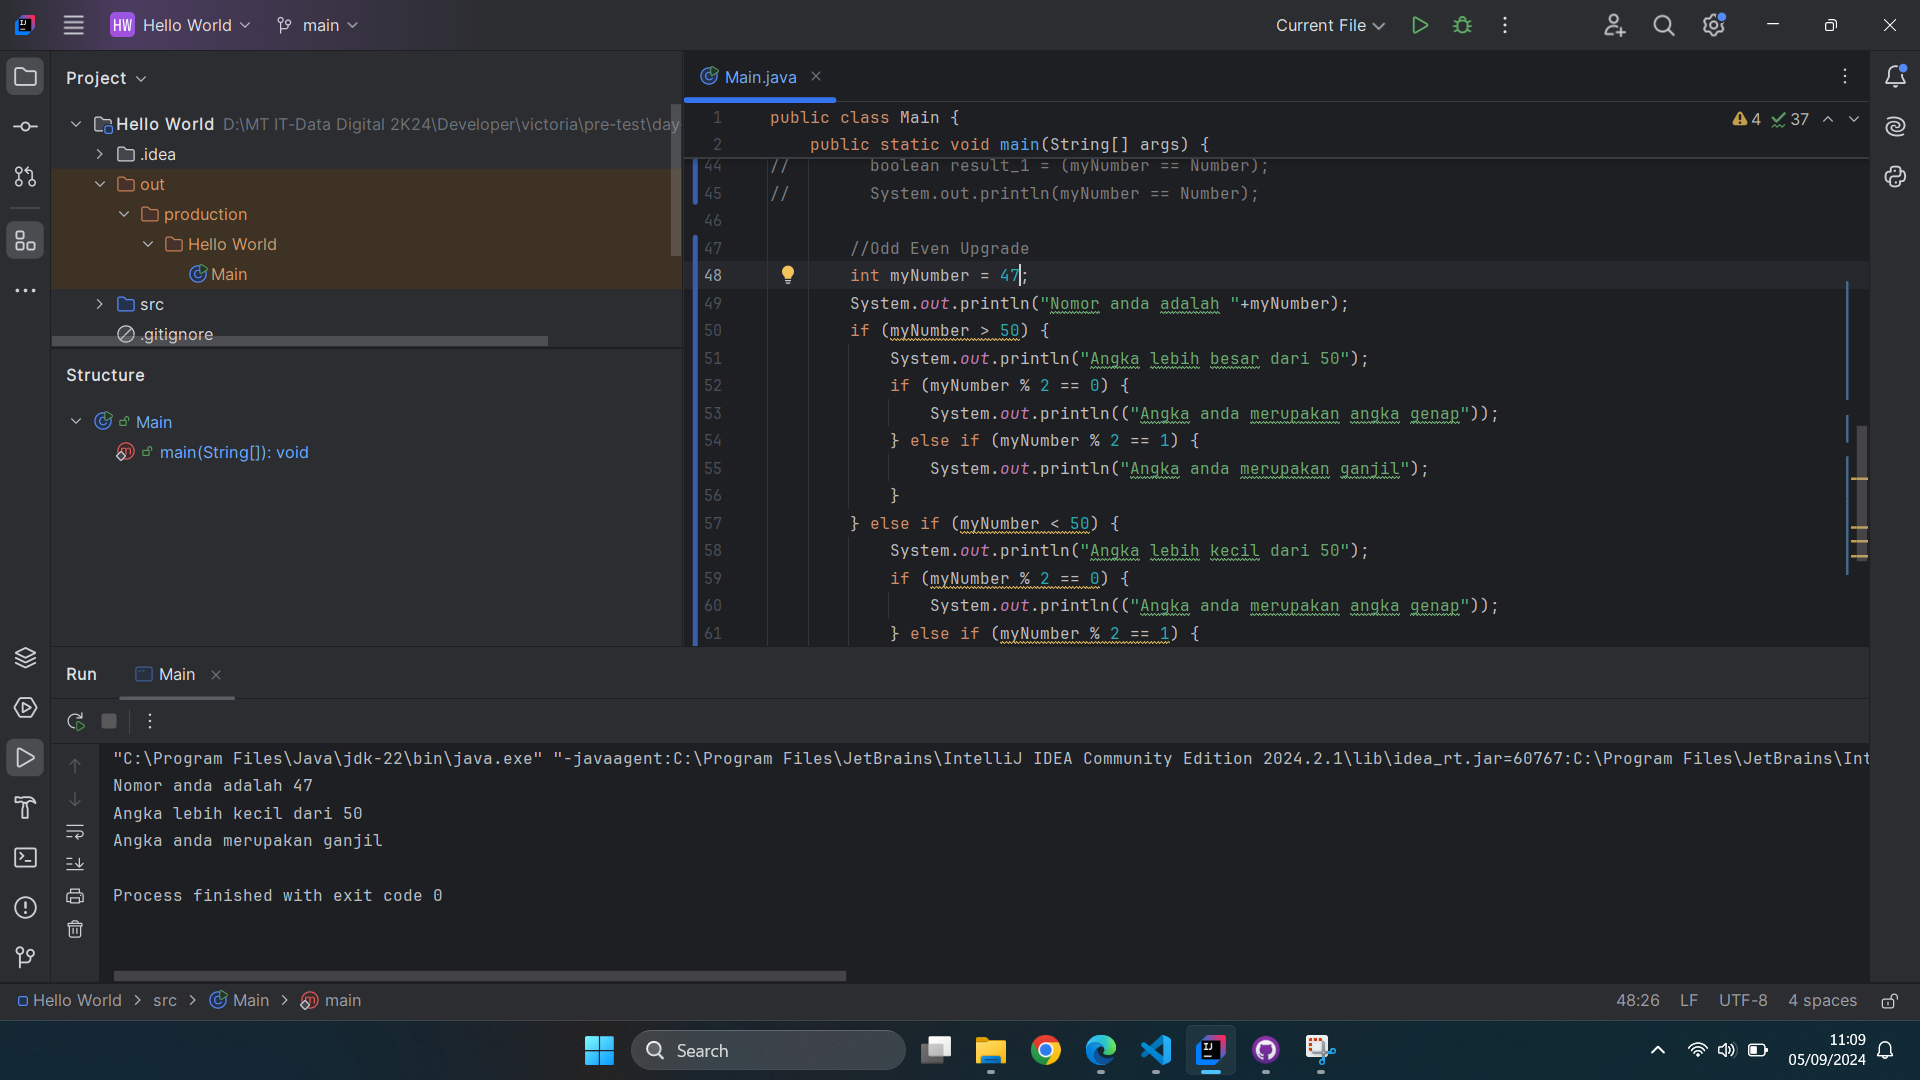 HW Hello World main Current File
Project
Hello World D:\MT IT-Data Digital 2K24\Developer\victoria\pre-test\day
.idea
out
production
Hello World
Main
src
.gitignore
Structure
Main
main(String[]): void
Main.java
4 37
1 public class Main {
2 public static void main(String[] args) {
44 // boolean result_1 = (myNumber == Number);
45 // System.out.println(myNumber == Number);
46
47 //Odd Even Upgrade
48 int myNumber = 47;
49 System.out.println("Nomor anda adalah "+myNumber);
50 if (myNumber > 50) {
51 System.out.println("Angka lebih besar dari 50");
52 if (myNumber % 2 == 0) {
53 System.out.println(("Angka anda merupakan angka genap"));
54 } else if (myNumber % 2 == 1) {
55 System.out.println("Angka anda merupakan ganjil");
56 }
57 } else if (myNumber < 50) {
58 System.out.println("Angka lebih kecil dari 50");
59 if (myNumber % 2 == 0) {
60 System.out.println(("Angka anda merupakan angka genap"));
61 } else if (myNumber % 2 == 1) {
Run Main
"C:\Program Files\Java\jdk-22\bin\java.exe" "-javaagent:C:\Program Files\JetBrains\IntelliJ IDEA Community Edition 2024.2.1\lib\idea_rt.jar=60767:C:\Program Files\JetBrains\Int
Nomor anda adalah 47
Angka lebih kecil dari 50
Angka anda merupakan ganjil
Process finished with exit code 0
Hello World > src > Main > main 48:26 LF UTF-8 4 spaces
Search
11:09
05/09/2024